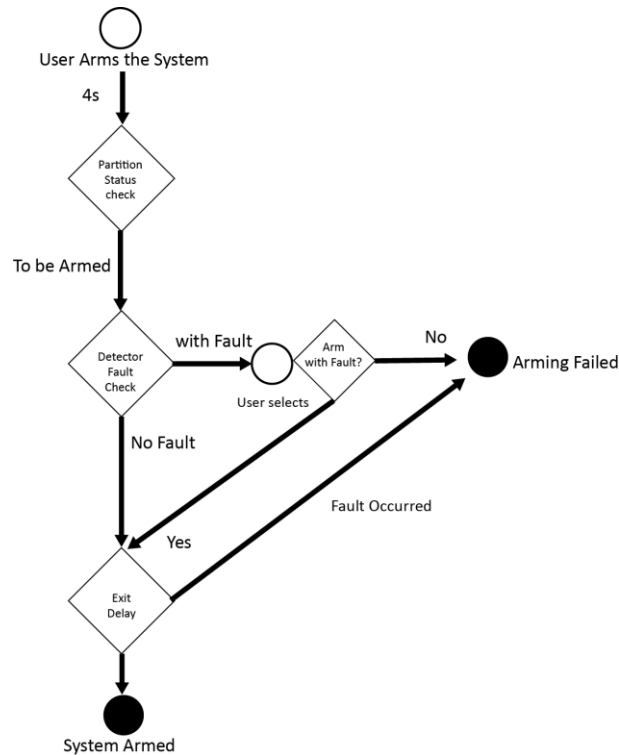 User Arms the System
4s
Partition
Status
check
To be Armed
Detector
Fault
Check
with Fault
User selects
Arm
with Fault?
No
Arming Failed
No Fault
Yes
Fault Occurred
Exit
Delay
System Armed